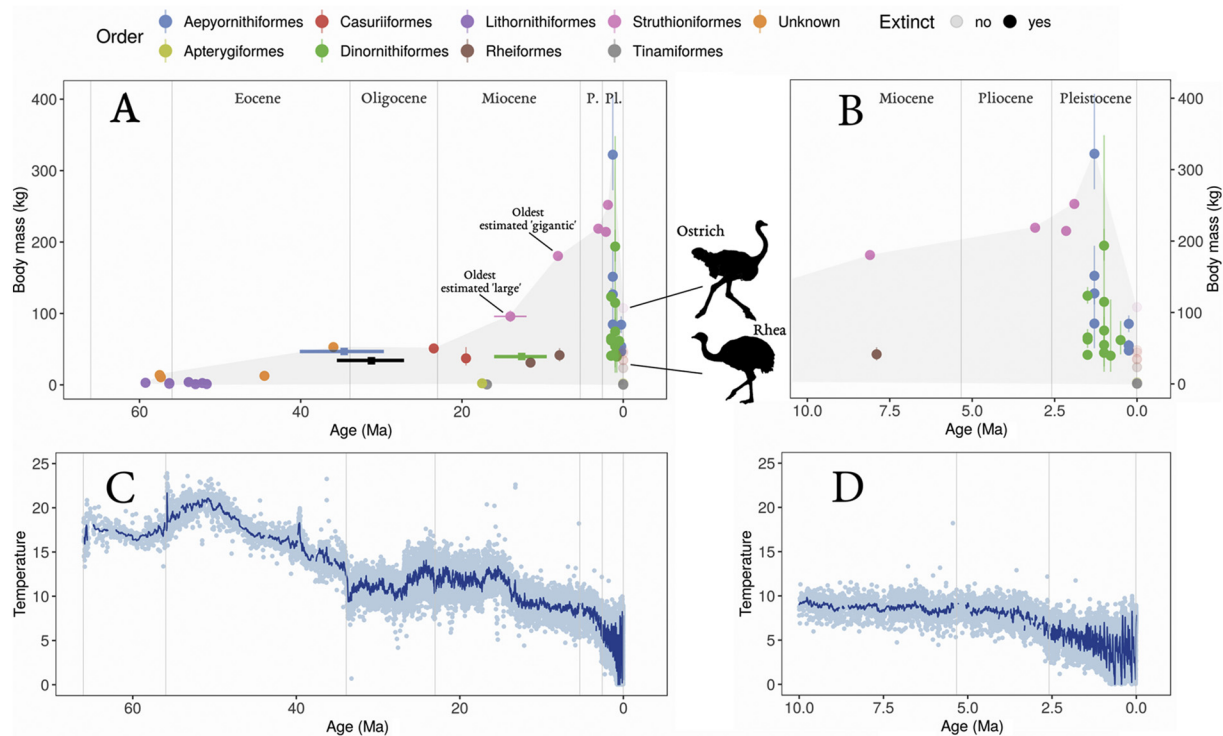 Order
Aepyornithiformes
Casuriiformes
Lithornithiformes
Struthioniformes
Unknown
Extinct
no
yes
Apterygiformes
Dinornithiformes
Rheiformes
Tinamiformes
A
Eocene
Oligocene
Miocene
P.
Pl.
400
300
200
100
0
Body mass (kg)
Oldest
estimated 'gigantic'
Oldest
estimated 'large'
60
40
20
0
Age (Ma)
Ostrich
Rhea
B
Miocene
Pliocene
Pleistocene
400
300
200
100
0
Body mass (kg)
10.0
7.5
5.0
2.5
0.0
Age (Ma)
C
25
20
15
10
5
0
Temperature
60
40
20
0
Age (Ma)
D
25
20
15
10
5
0
Temperature
10.0
7.5
5.0
2.5
0.0
Age (Ma)